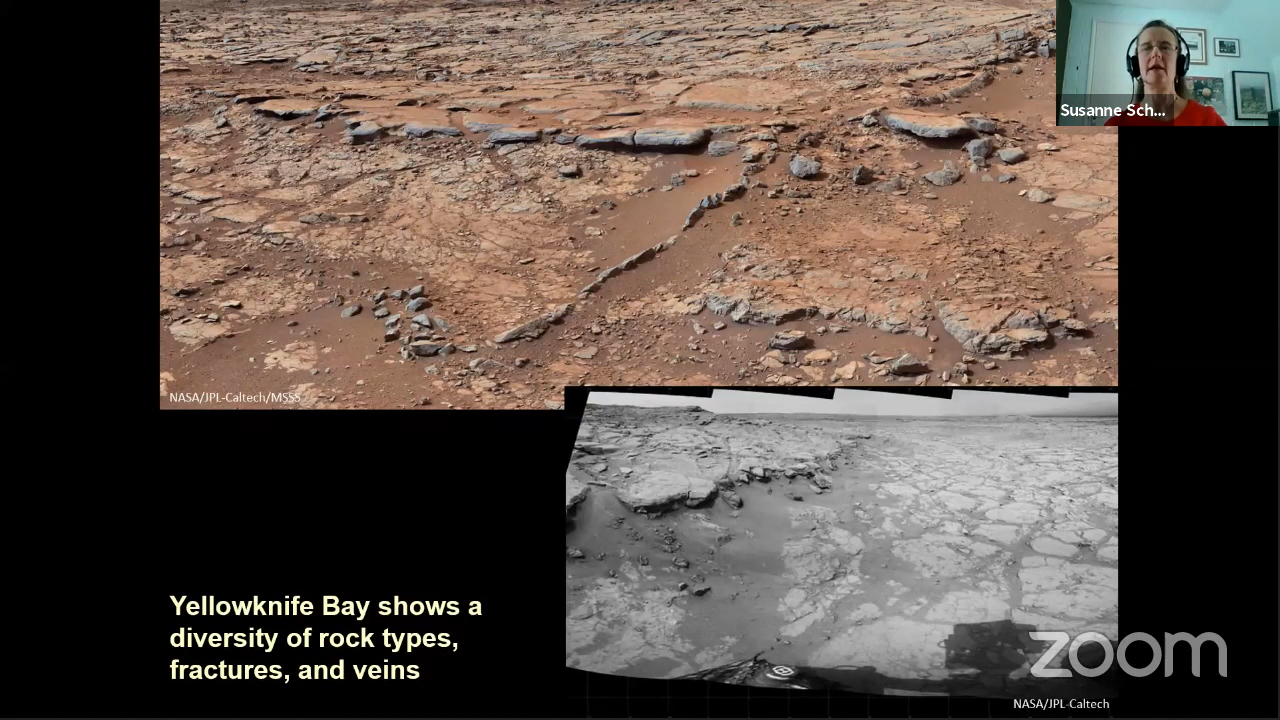 Susanne Sch...
NASA/JPL-Caltech/MSSS
Yellowknife Bay shows a
diversity of rock types,
fractures, and veins
zoom
NASA/JPL-Caltech